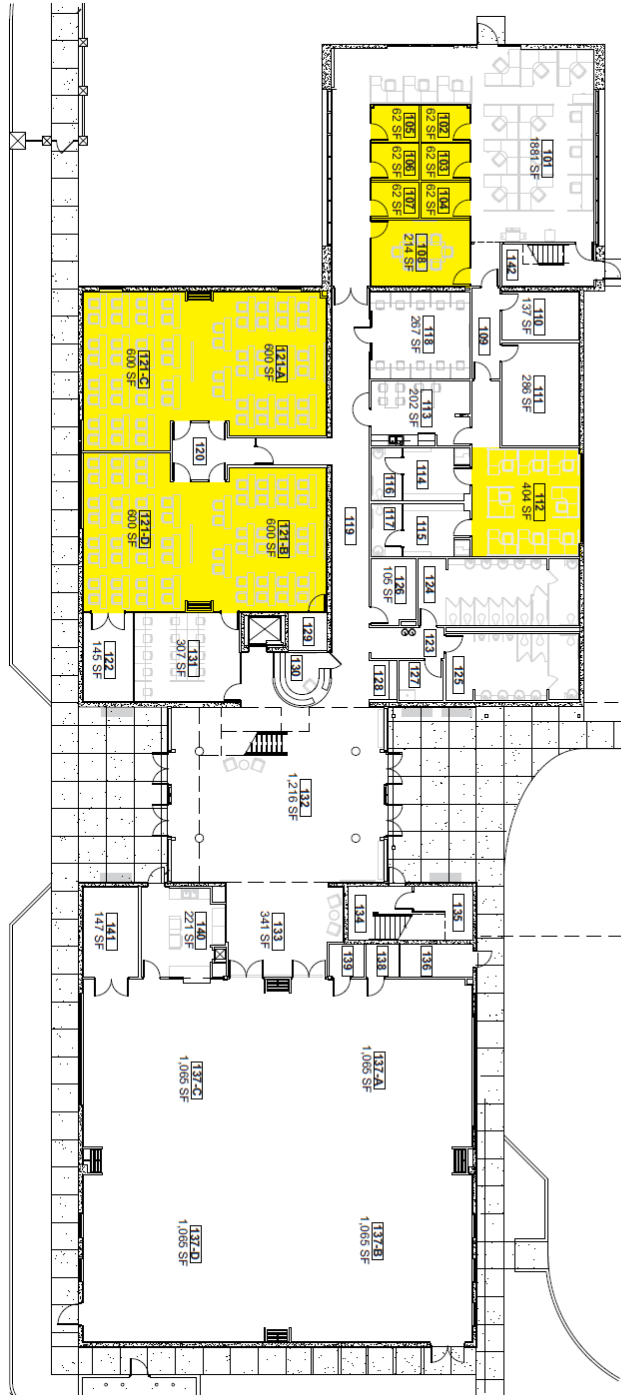 101
1881 SF
102
62 SF
105
62 SF
103
62 SF
106
62 SF
104
62 SF
107
62 SF
108
214 SF
142
110
137 SF
109
118
267 SF
111
286 SF
113
202 SF
121-A
600 SF
121-C
600 SF
120
114
116
112
404 SF
117
115
119
121-B
600 SF
121-D
600 SF
126
105 SF
124
123
125
127
128
129
130
131
307 SF
122
145 SF
132
1,216 SF
133
341 SF
134
135
136
138
139
140
221 SF
141
147 SF
137-A
1,065 SF
137-C
1,065 SF
137-B
1,065 SF
137-D
1,065 SF